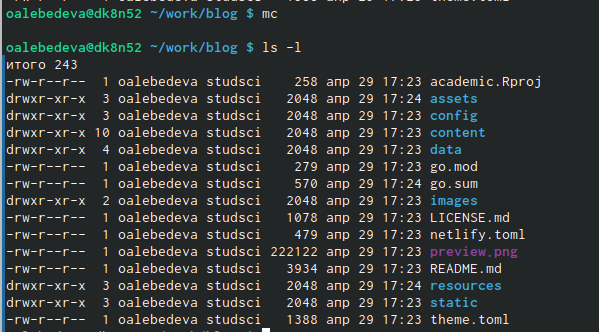 oalebedeva@dk8n52 ~/work/blog $ mc
oalebedeva@dk8n52 ~/work/blog $ ls -l
итого 243
-rw-r--r-- 1 oalebedeva studsci 258 апр 29 17:23 academic.Rproj
drwxr-xr-x 3 oalebedeva studsci 2048 апр 29 17:24 assets
drwxr-xr-x 3 oalebedeva studsci 2048 апр 29 17:23 config
drwxr-xr-x 10 oalebedeva studsci 2048 апр 29 17:23 content
drwxr-xr-x 4 oalebedeva studsci 2048 апр 29 17:23 data
-rw-r--r-- 1 oalebedeva studsci 279 апр 29 17:23 go.mod
-rw-r--r-- 1 oalebedeva studsci 570 апр 29 17:24 go.sum
drwxr-xr-x 2 oalebedeva studsci 2048 апр 29 17:23 images
-rw-r--r-- 1 oalebedeva studsci 1078 апр 29 17:23 LICENSE.md
-rw-r--r-- 1 oalebedeva studsci 479 апр 29 17:23 netlify.toml
-rw-r--r-- 1 oalebedeva studsci 222122 апр 29 17:23 preview.png
-rw-r--r-- 1 oalebedeva studsci 3934 апр 29 17:23 README.md
drwxr-xr-x 3 oalebedeva studsci 2048 апр 29 17:24 resources
drwxr-xr-x 3 oalebedeva studsci 2048 апр 29 17:23 static
-rw-r--r-- 1 oalebedeva studsci 1388 апр 29 17:23 theme.toml